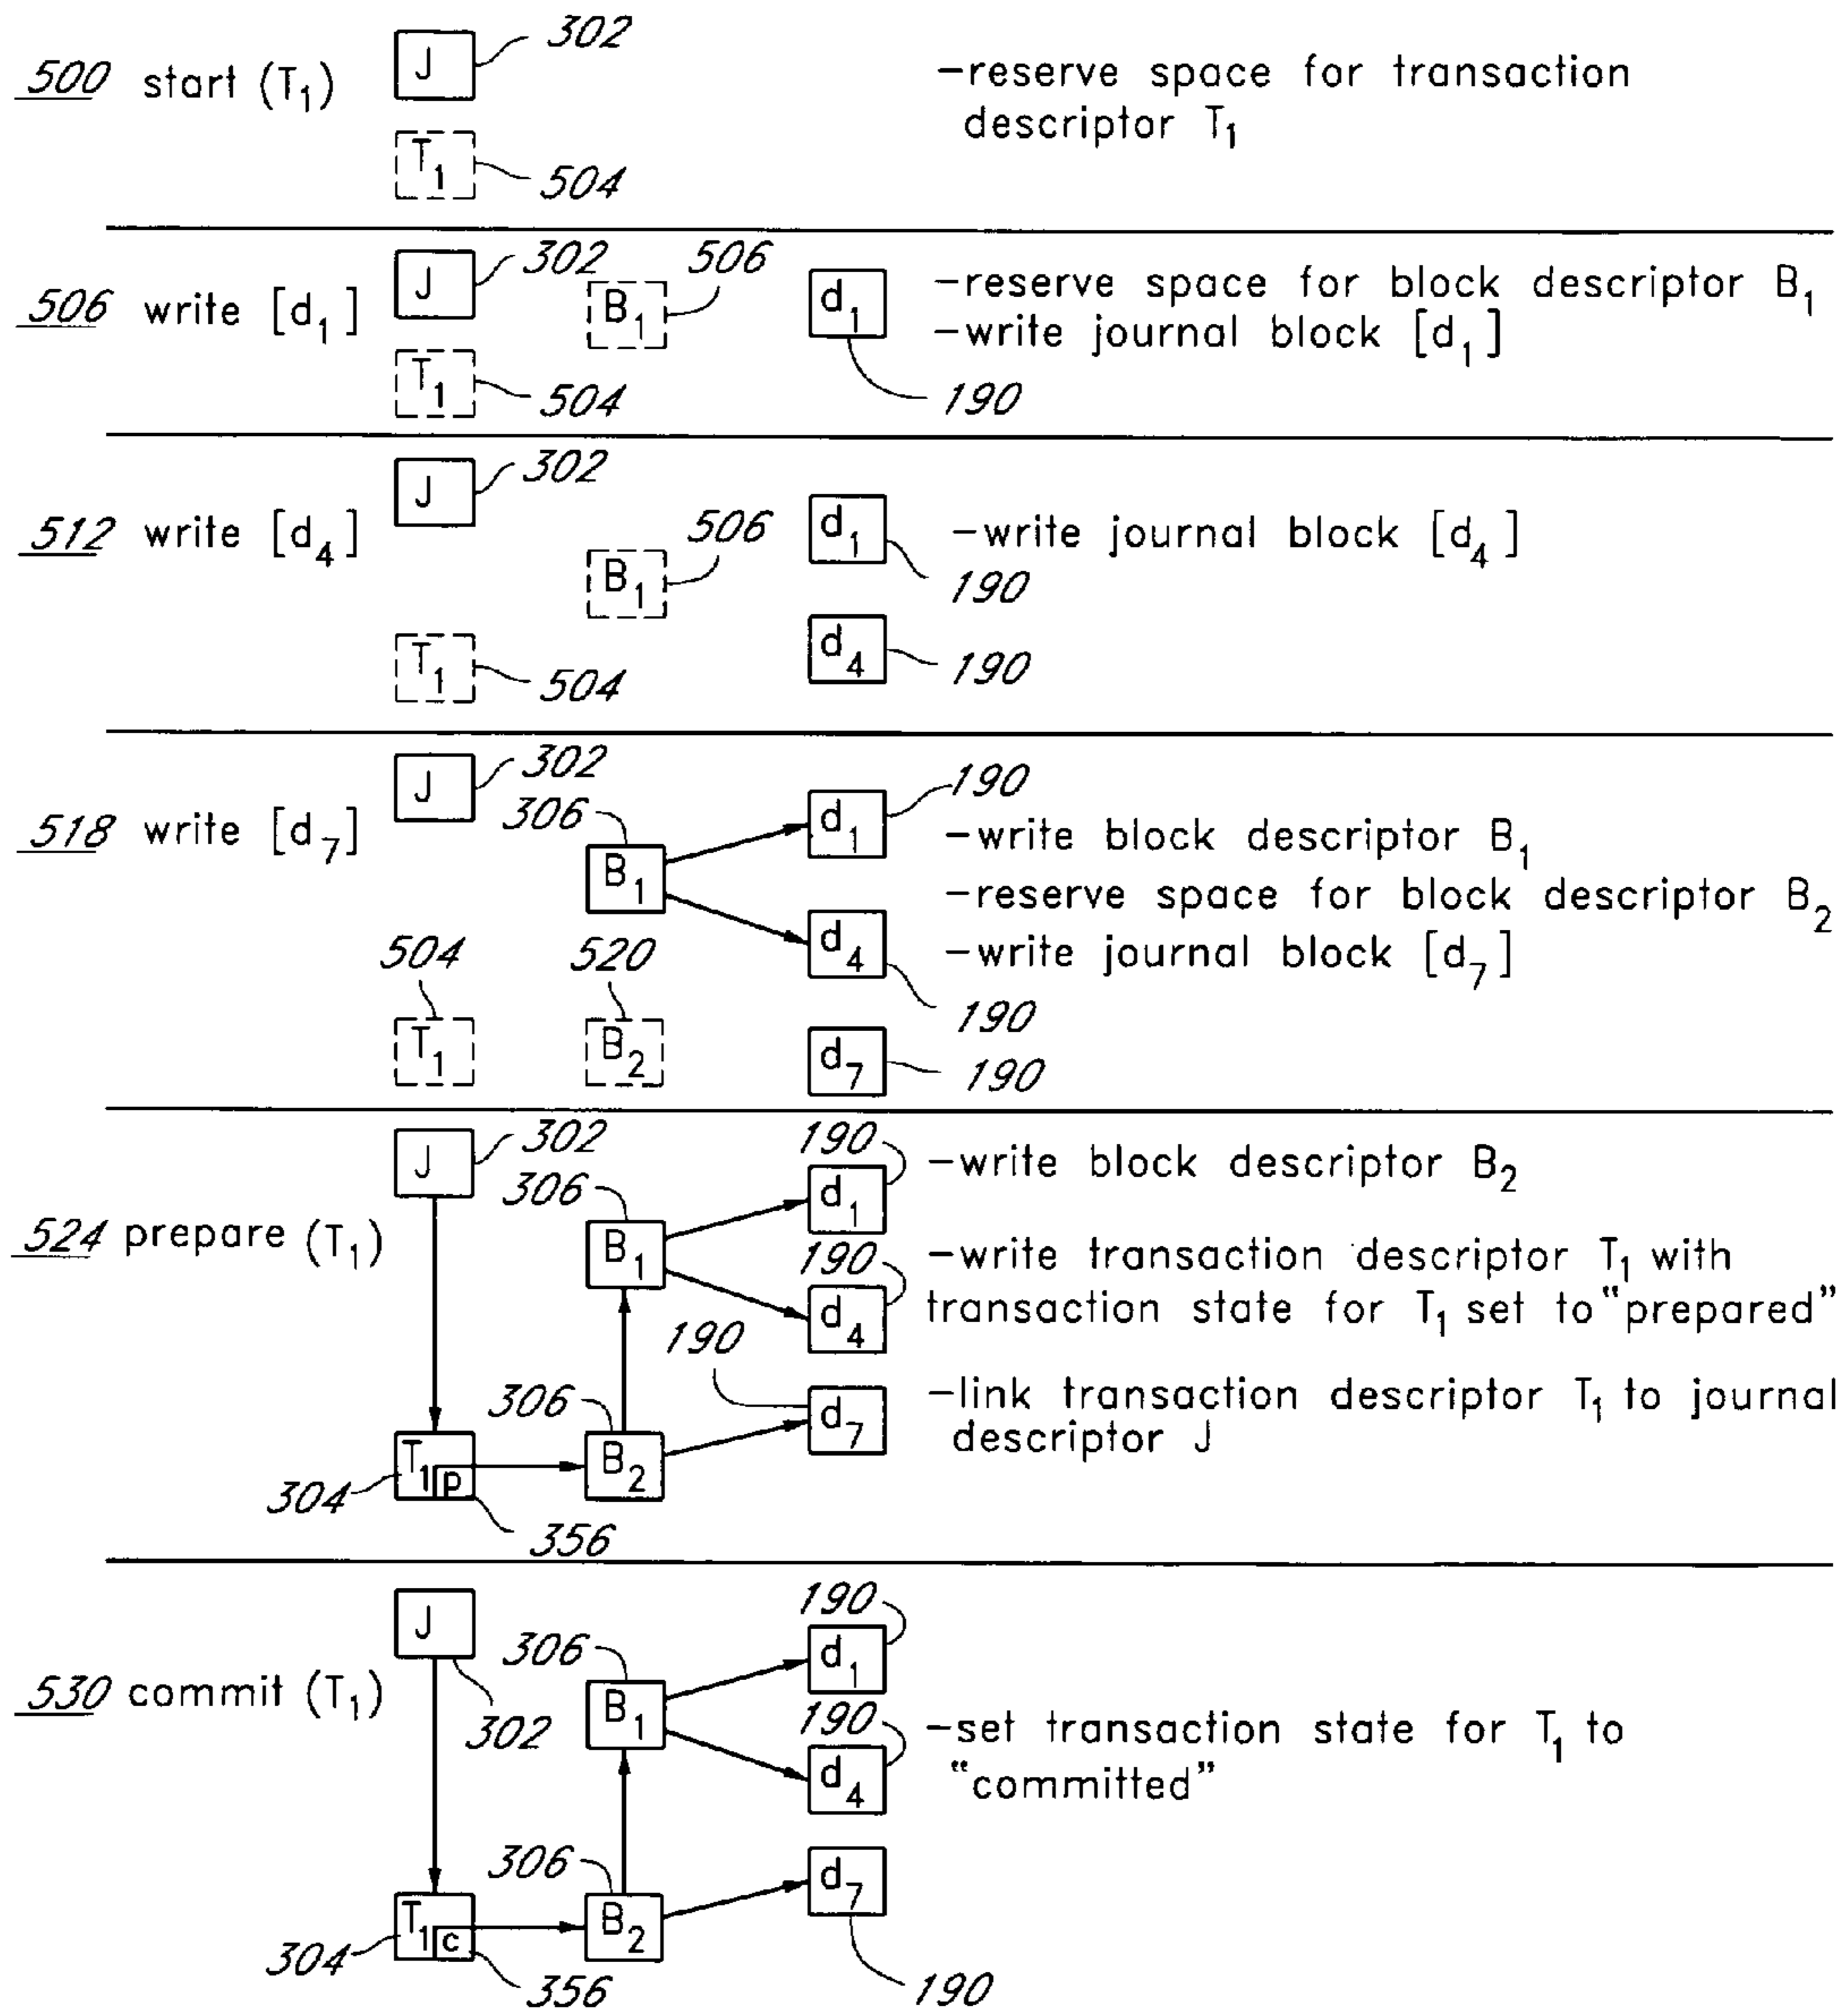 500 start (T₁)
J
302
T₁
504
-reserve space for transaction
descriptor T₁
506 write [d₁]
J
302
T₁
504
B₁
506
d₁
190
-reserve space for block descriptor B₁
-write journal block [d₁]
512 write [d₄]
J
302
T₁
504
B₁
506
d₁
190
d₄
190
-write journal block [d₄]
518 write [d₇]
J
302
504
T₁
306
B₁
520
B₂
190
d₁
d₄
190
d₇
190
-write block descriptor B₁
-reserve space for block descriptor B₂
-write journal block [d₇]
524 prepare (T₁)
J
302
T₁
p
304
356
306
B₁
306
B₂
190
d₁
190
d₄
190
d₇
-write block descriptor B₂
-write transaction descriptor T₁ with
transaction state for T₁ set to "prepared"
-link transaction descriptor T₁ to journal
descriptor J
530 commit (T₁)
J
302
T₁
c
304
356
306
B₁
306
B₂
190
d₁
190
d₄
d₇
190
-set transaction state for T₁ to
"committed"